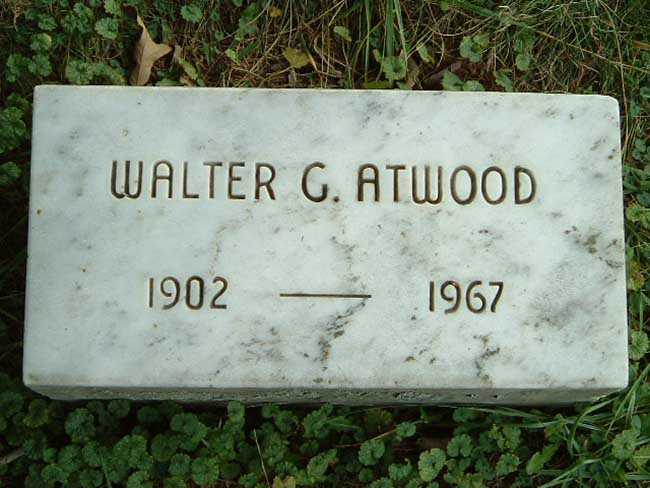 WALTER G. ATWOOD
1902 — 1967